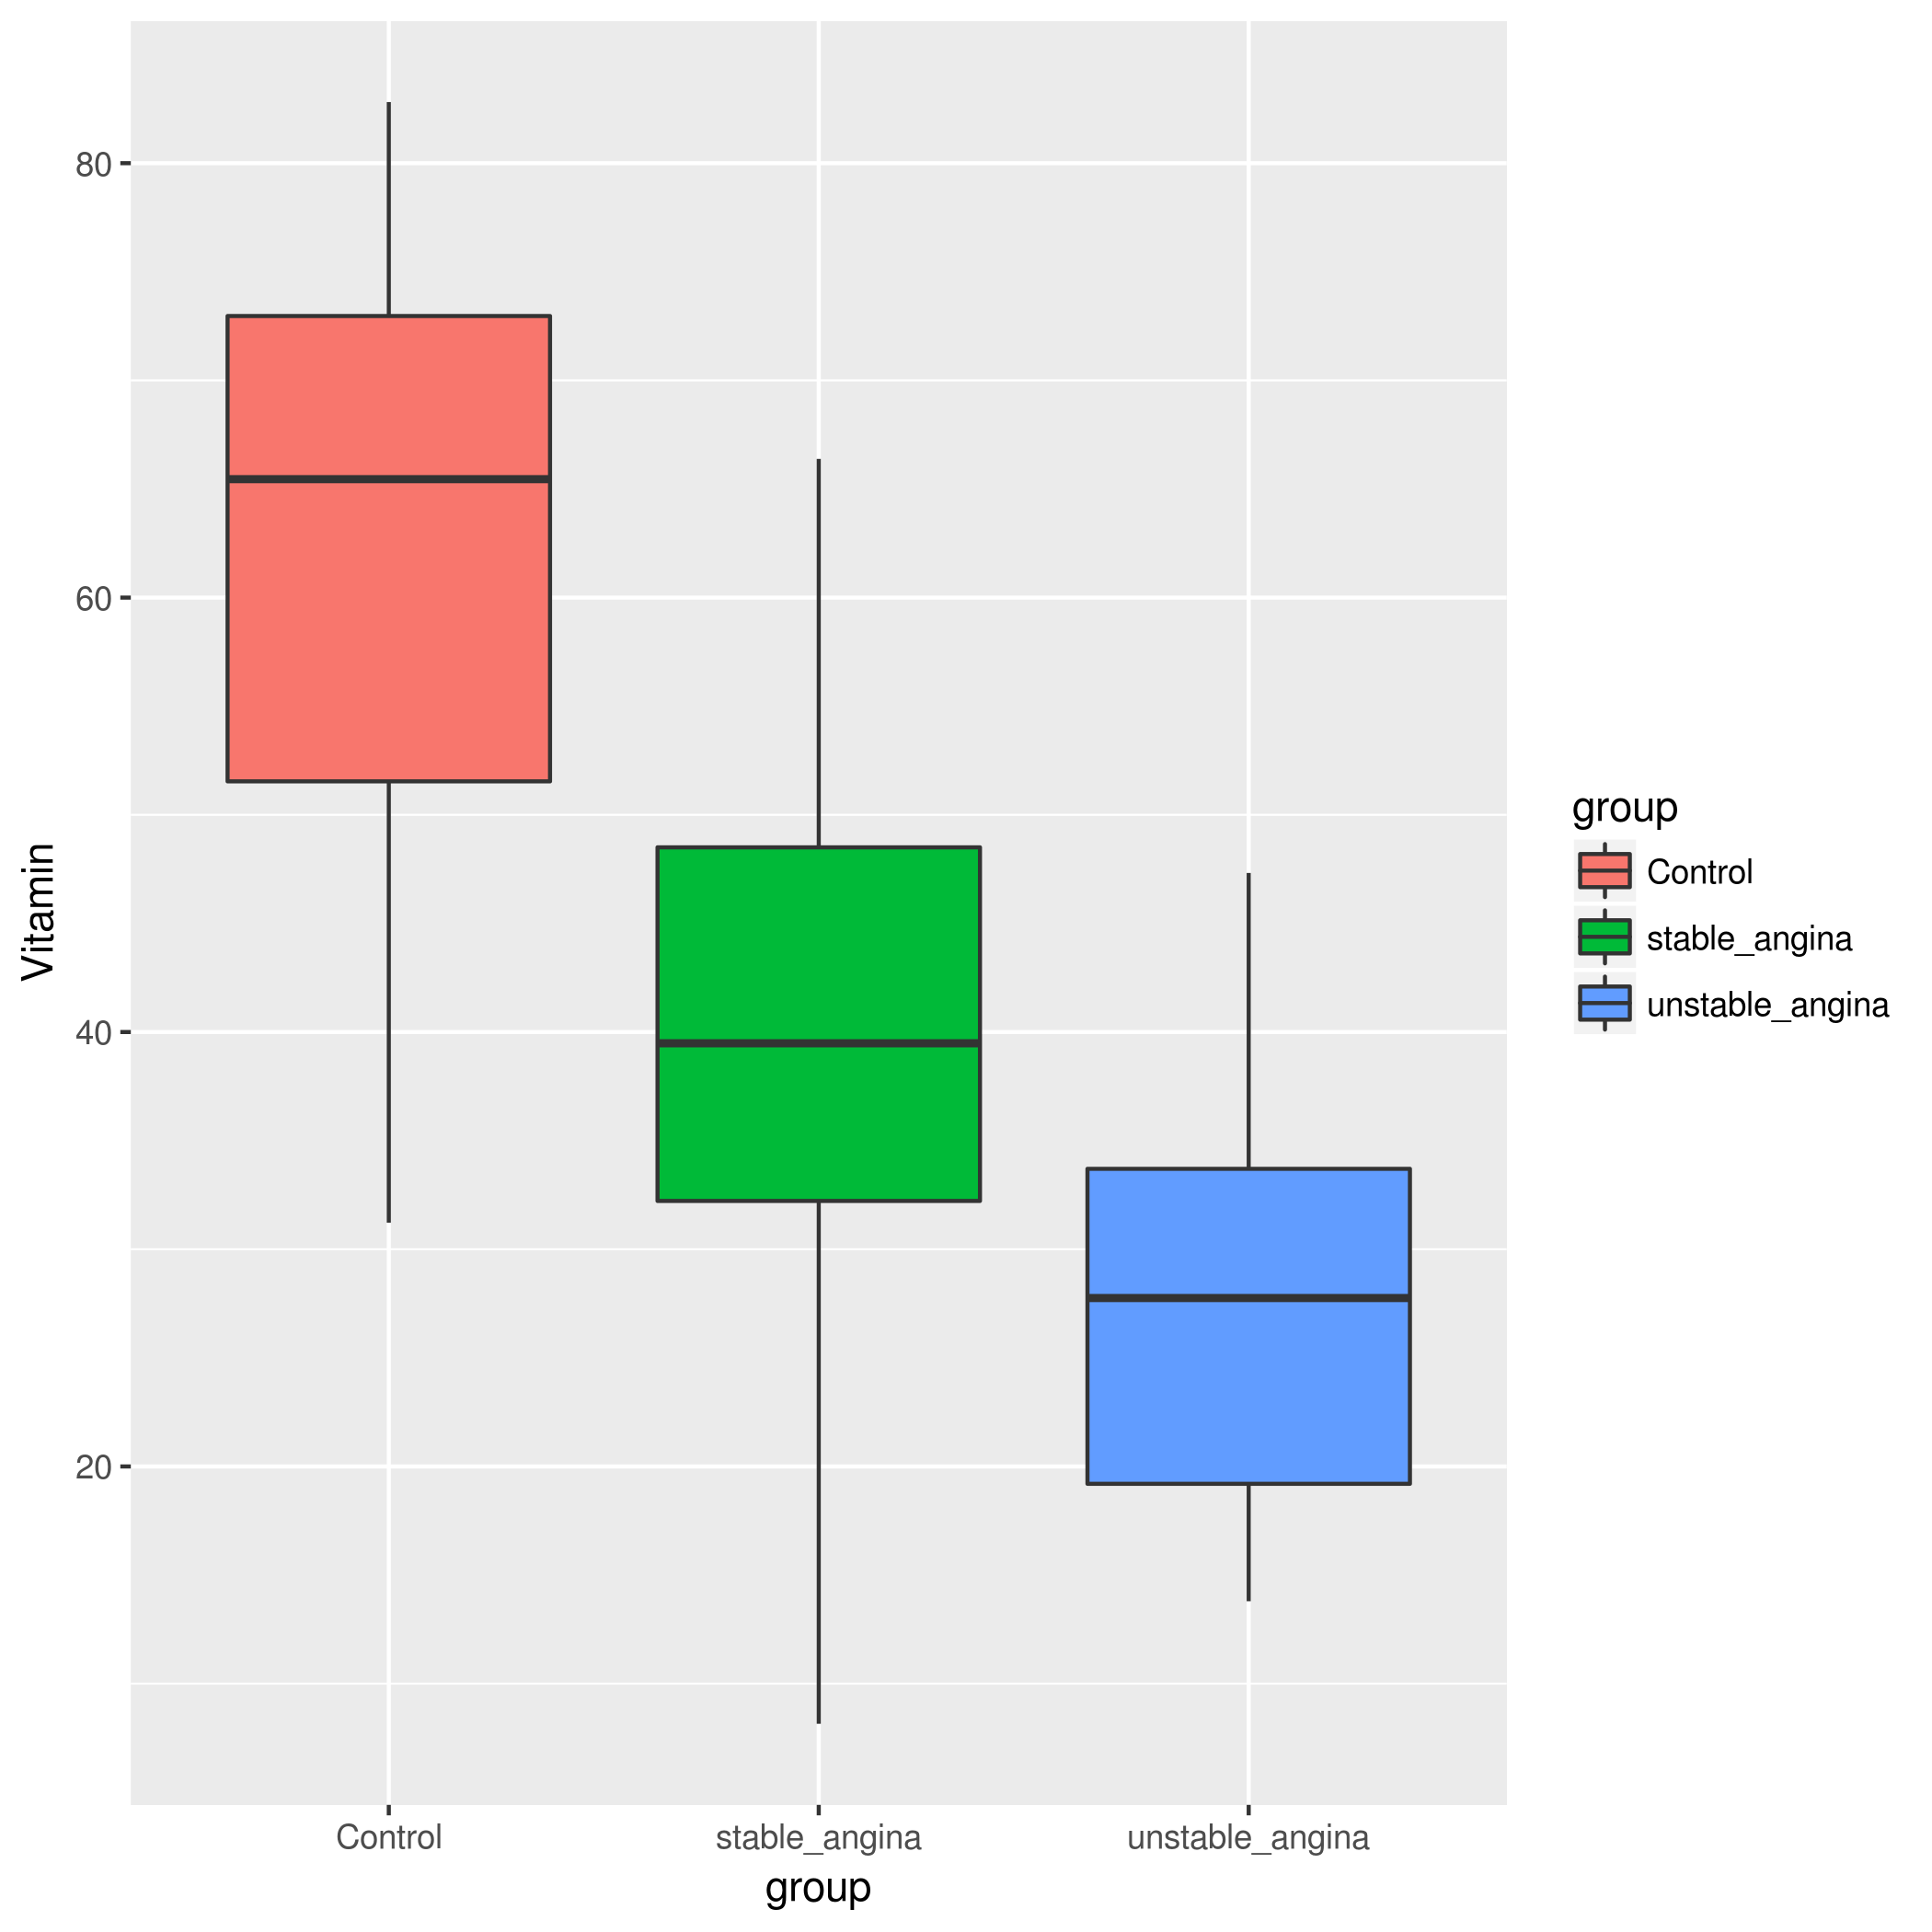 Vitamin
80
60
40
20
Control
stable_angina
unstable_angina
group
group
Control
stable_angina
unstable_angina